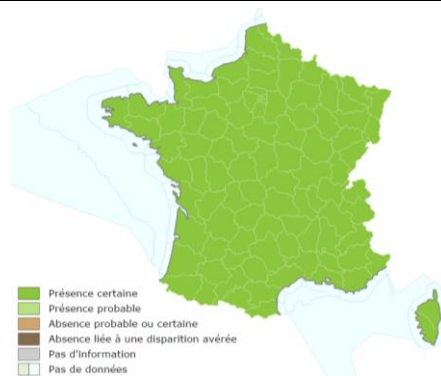 Présence certaine
Présence probable
Absence probable ou certaine
Absence liée à une disparition avérée
Pas d'information
Pas de données